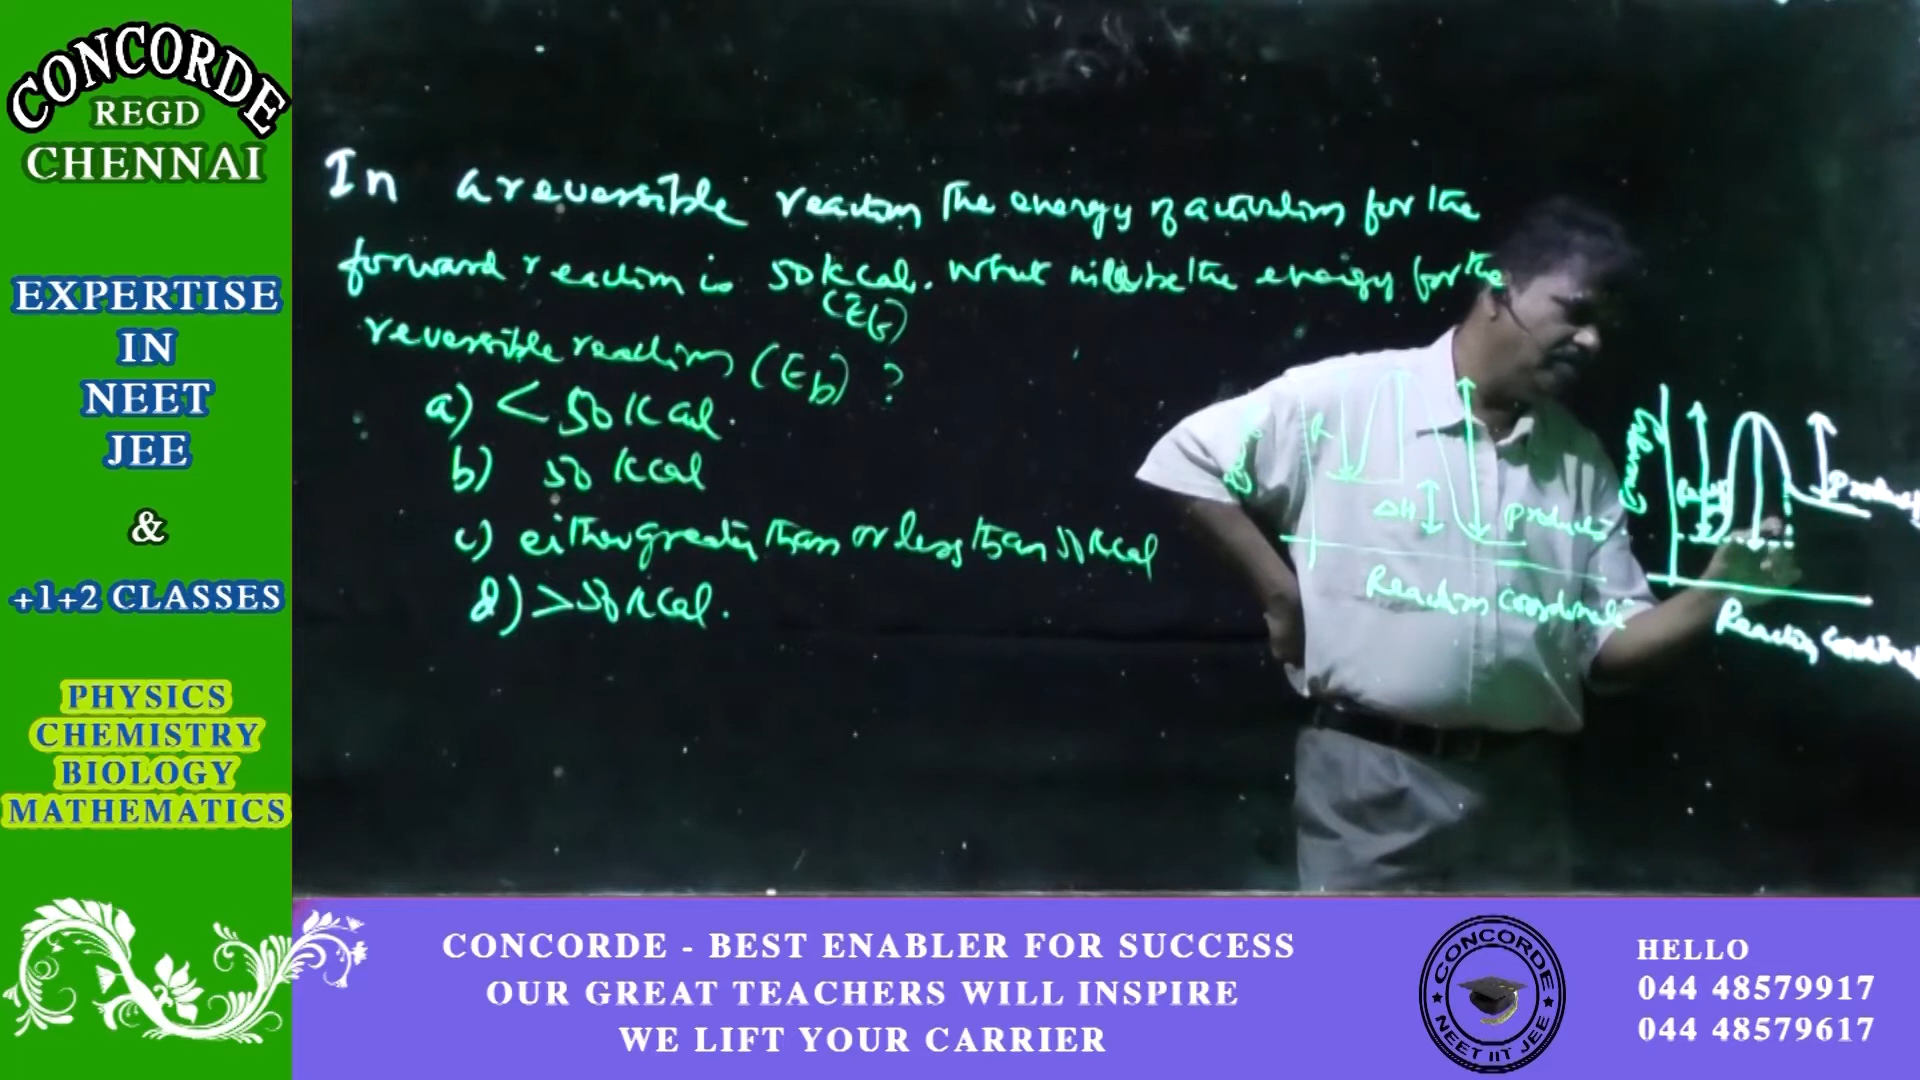 CONCORDE
REGD
CHENNAI
EXPERTISE
IN
NEET
JEE
&
+1+2 CLASSES
PHYSICS
CHEMISTRY
BIOLOGY
MATHEMATICS
In a reversible reaction the energy of activation for the
forward reaction is 50 kcal. What will be the energy for the
(Ef)
reversible reaction (Eb) ?
a) < 50 kcal.
b) 50 kcal
c) either greater than or less than 50 kcal
d) > 50 kcal.
R
ΔH
products
Reaction coordinate
Energy
products
Reaction coordinate
CONCORDE - BEST ENABLER FOR SUCCESS
OUR GREAT TEACHERS WILL INSPIRE
WE LIFT YOUR CARRIER
CONCORDE
NEET IIT JEE
HELLO
044 48579917
044 48579617